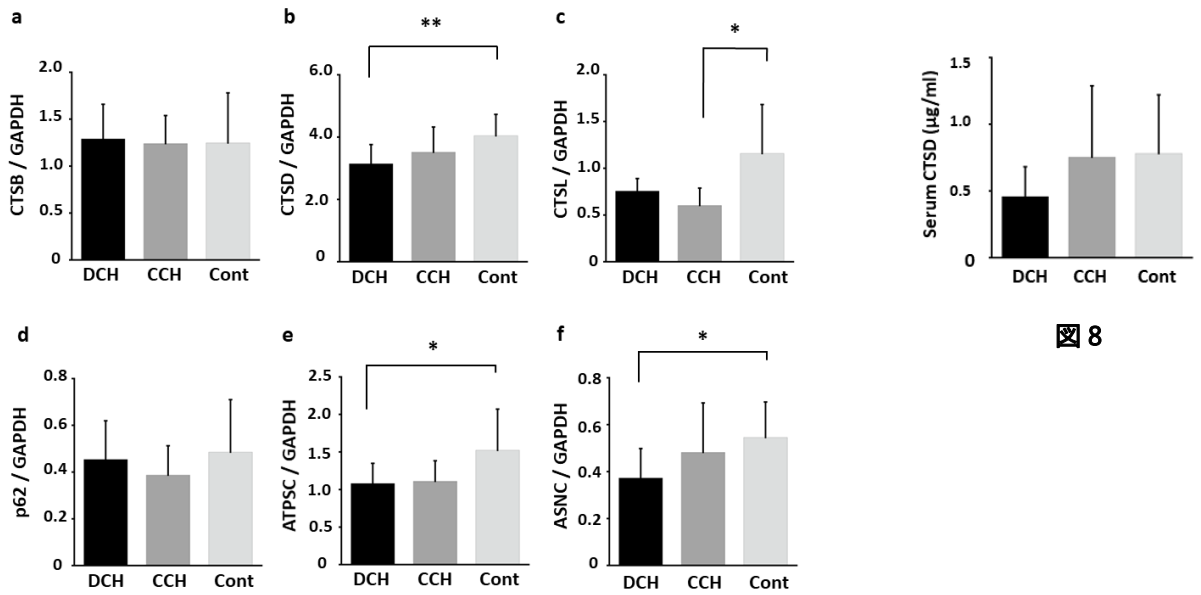 a
CTSB / GAPDH
2.0
1.5
1.0
0.5
0
DCH CCH Cont
b
**
CTSD / GAPDH
6.0
4.0
2.0
0
DCH CCH Cont
c
*
CTSL / GAPDH
2.0
1.5
1.0
0.5
0
DCH CCH Cont
Serum CTSD (μg/ml)
1.5
1.0
0.5
0
DCH CCH Cont
図 8
d
p62 / GAPDH
0.8
0.6
0.4
0.2
0
DCH CCH Cont
e
*
ATPSC / GAPDH
2.5
2.0
1.5
1.0
0.5
0
DCH CCH Cont
f
*
ASNC / GAPDH
0.8
0.6
0.4
0.2
0
DCH CCH Cont